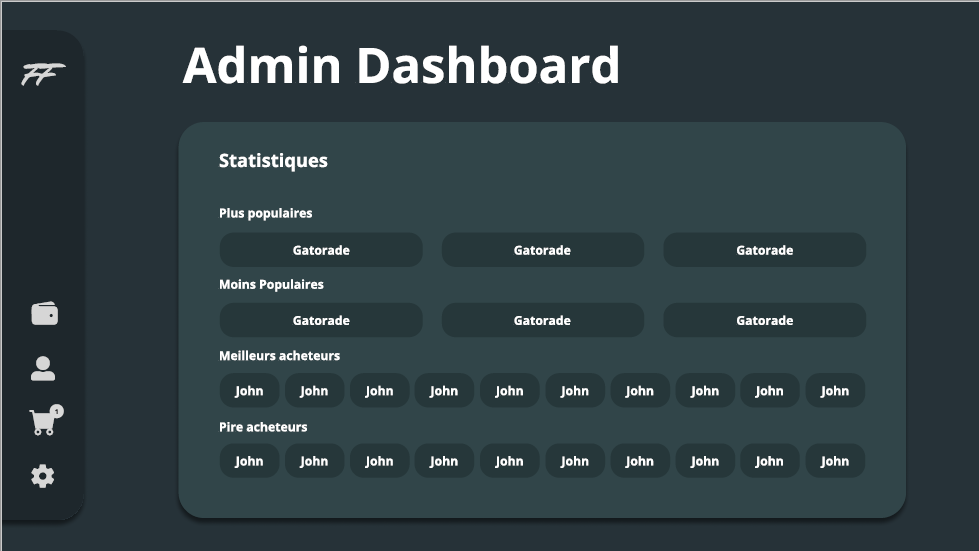 FF
Admin Dashboard
Statistiques
Plus populaires
Gatorade Gatorade Gatorade
Moins Populaires
Gatorade Gatorade Gatorade
Meilleurs acheteurs
John John John John John John John John John John
Pire acheteurs
John John John John John John John John John John
1